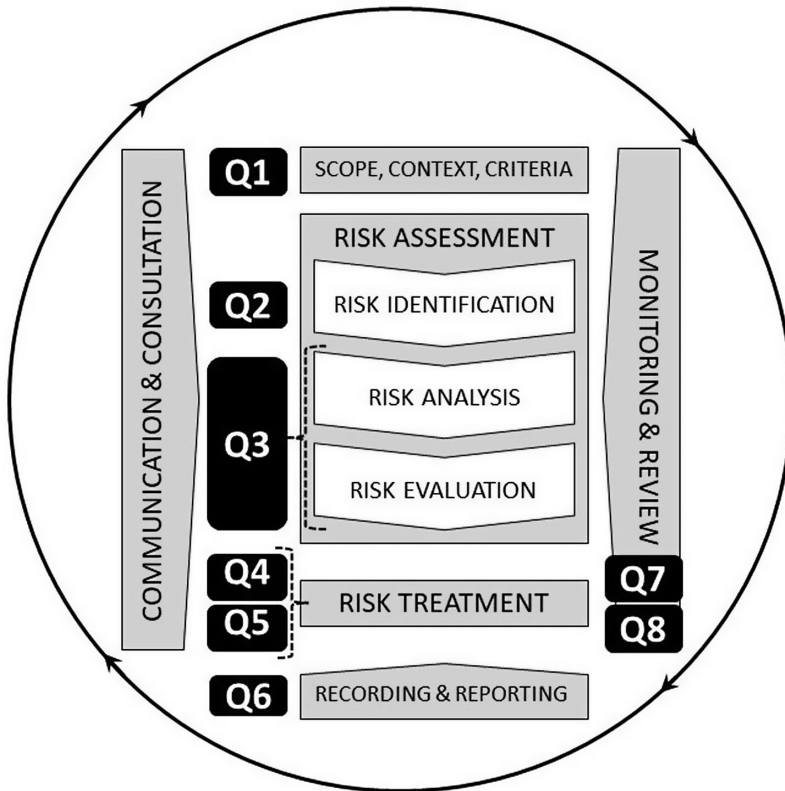 Q1
SCOPE, CONTEXT, CRITERIA
RISK ASSESSMENT
Q2
RISK IDENTIFICATION
Q3
RISK ANALYSIS
RISK EVALUATION
Q4
Q5
RISK TREATMENT
Q6
RECORDING & REPORTING
COMMUNICATION & CONSULTATION
MONITORING & REVIEW
Q7
Q8